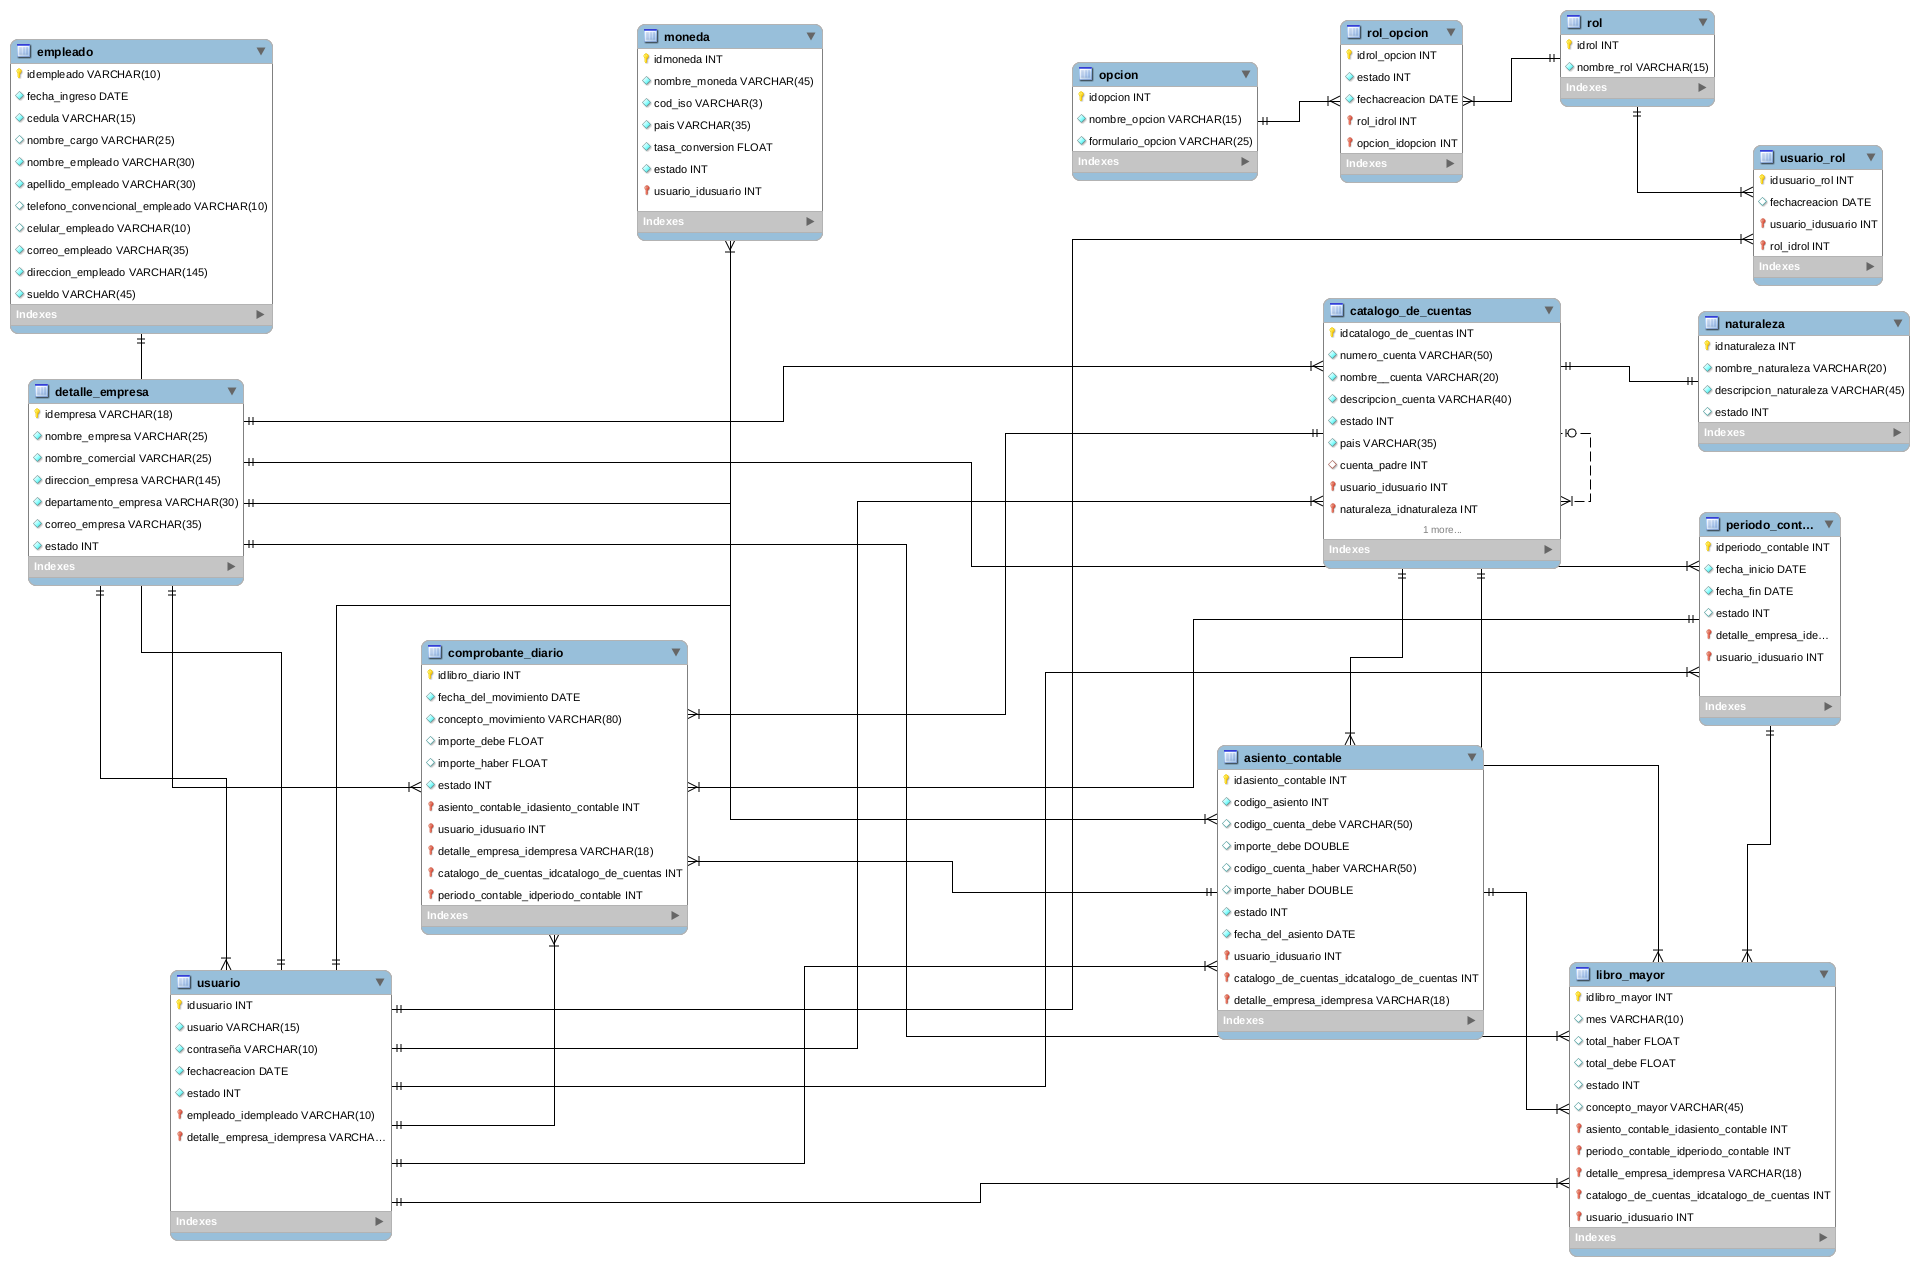 empleado
idempleado VARCHAR(10)
fecha_ingreso DATE
cedula VARCHAR(15)
nombre_cargo VARCHAR(25)
nombre_empleado VARCHAR(30)
apellido_empleado VARCHAR(30)
telefono_convencional_empleado VARCHAR(10)
celular_empleado VARCHAR(10)
correo_empleado VARCHAR(35)
direccion_empleado VARCHAR(145)
sueldo VARCHAR(45)
Indexes
moneda
idmoneda INT
nombre_moneda VARCHAR(45)
cod_iso VARCHAR(3)
pais VARCHAR(35)
tasa_conversion FLOAT
estado INT
usuario_idusuario INT
Indexes
opcion
idopcion INT
nombre_opcion VARCHAR(15)
formulario_opcion VARCHAR(25)
Indexes
rol_opcion
idrol_opcion INT
estado INT
fechacreacion DATE
rol_idrol INT
opcion_idopcion INT
Indexes
rol
idrol INT
nombre_rol VARCHAR(15)
Indexes
usuario_rol
idusuario_rol INT
fechacreacion DATE
usuario_idusuario INT
rol_idrol INT
Indexes
detalle_empresa
idempresa VARCHAR(18)
nombre_empresa VARCHAR(25)
nombre_comercial VARCHAR(25)
direccion_empresa VARCHAR(145)
departamento_empresa VARCHAR(30)
correo_empresa VARCHAR(35)
estado INT
Indexes
catalogo_de_cuentas
idcatalogo_de_cuentas INT
numero_cuenta VARCHAR(50)
nombre__cuenta VARCHAR(20)
descripcion_cuenta VARCHAR(40)
estado INT
pais VARCHAR(35)
cuenta_padre INT
usuario_idusuario INT
naturaleza_idnaturaleza INT
1 more...
Indexes
naturaleza
idnaturaleza INT
nombre_naturaleza VARCHAR(20)
descripcion_naturaleza VARCHAR(45)
estado INT
Indexes
periodo_cont...
idperiodo_contable INT
fecha_inicio DATE
fecha_fin DATE
estado INT
detalle_empresa_ide...
usuario_idusuario INT
Indexes
comprobante_diario
idlibro_diario INT
fecha_del_movimiento DATE
concepto_movimiento VARCHAR(80)
importe_debe FLOAT
importe_haber FLOAT
estado INT
asiento_contable_idasiento_contable INT
usuario_idusuario INT
detalle_empresa_idempresa VARCHAR(18)
catalogo_de_cuentas_idcatalogo_de_cuentas INT
periodo_contable_idperiodo_contable INT
Indexes
asiento_contable
idasiento_contable INT
codigo_asiento INT
codigo_cuenta_debe VARCHAR(50)
importe_debe DOUBLE
codigo_cuenta_haber VARCHAR(50)
importe_haber DOUBLE
estado INT
fecha_del_asiento DATE
usuario_idusuario INT
catalogo_de_cuentas_idcatalogo_de_cuentas INT
detalle_empresa_idempresa VARCHAR(18)
Indexes
usuario
idusuario INT
usuario VARCHAR(15)
contraseña VARCHAR(10)
fechacreacion DATE
estado INT
empleado_idempleado VARCHAR(10)
detalle_empresa_idempresa VARCHA...
Indexes
libro_mayor
idlibro_mayor INT
mes VARCHAR(10)
total_haber FLOAT
total_debe FLOAT
estado INT
concepto_mayor VARCHAR(45)
asiento_contable_idasiento_contable INT
periodo_contable_idperiodo_contable INT
detalle_empresa_idempresa VARCHAR(18)
catalogo_de_cuentas_idcatalogo_de_cuentas INT
usuario_idusuario INT
Indexes